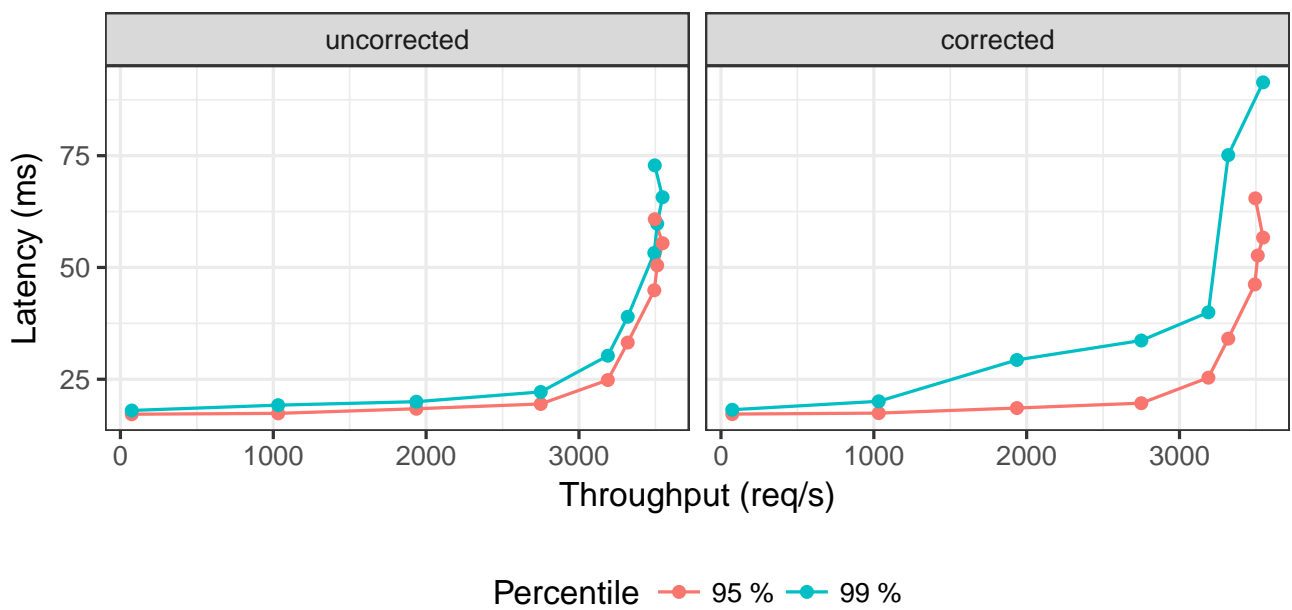 uncorrected corrected
Latency (ms)
75
50
25
0 1000 2000 3000 0 1000 2000 3000
Throughput (req/s)
Percentile 95 % 99 %